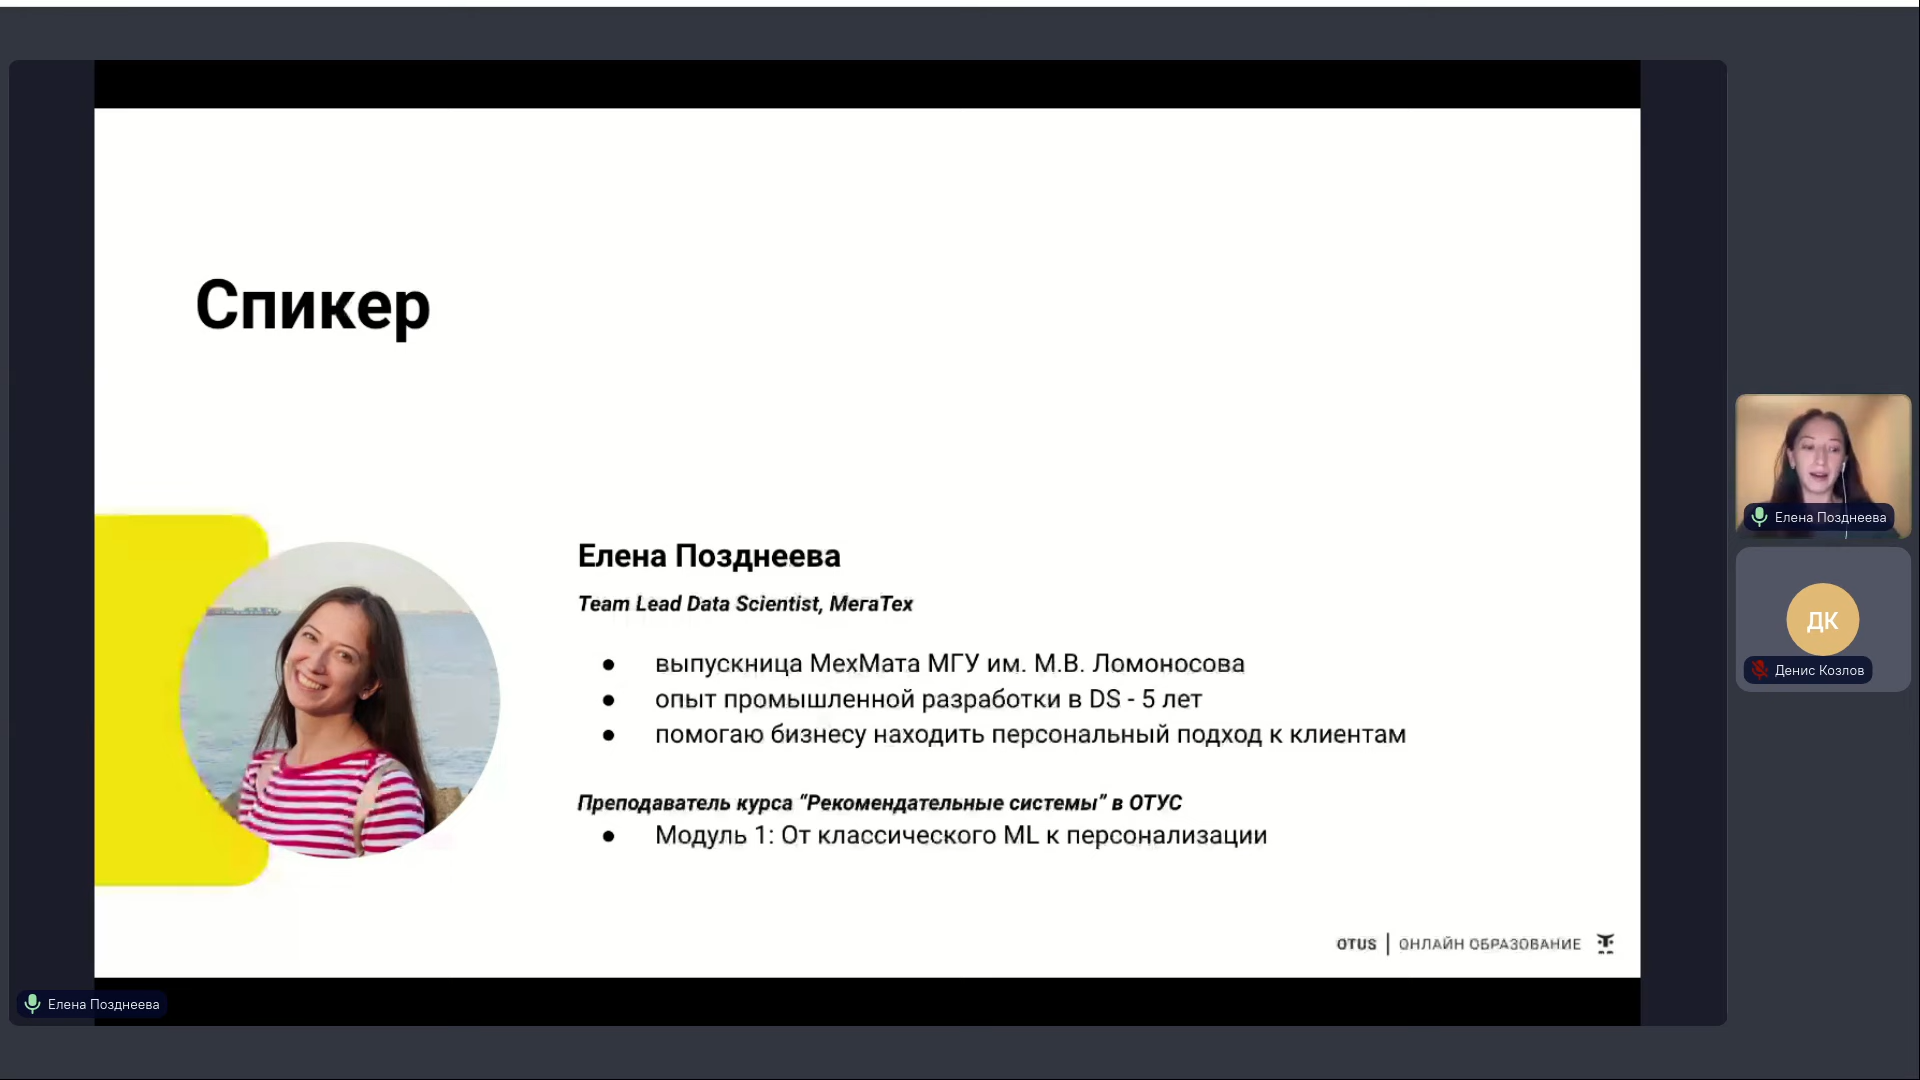 Спикер
Елена Позднеева
Team Lead Data Scientist, МегаТех
● выпускница МехМата МГУ им. М.В. Ломоносова
● опыт промышленной разработки в DS - 5 лет
● помогаю бизнесу находить персональный подход к клиентам
Преподаватель курса “Рекомендательные системы” в ОТУС
● Модуль 1: От классического ML к персонализации
OTUS | ОНЛАЙН ОБРАЗОВАНИЕ
Елена Позднеева
Елена Позднеева
ДК
Денис Козлов